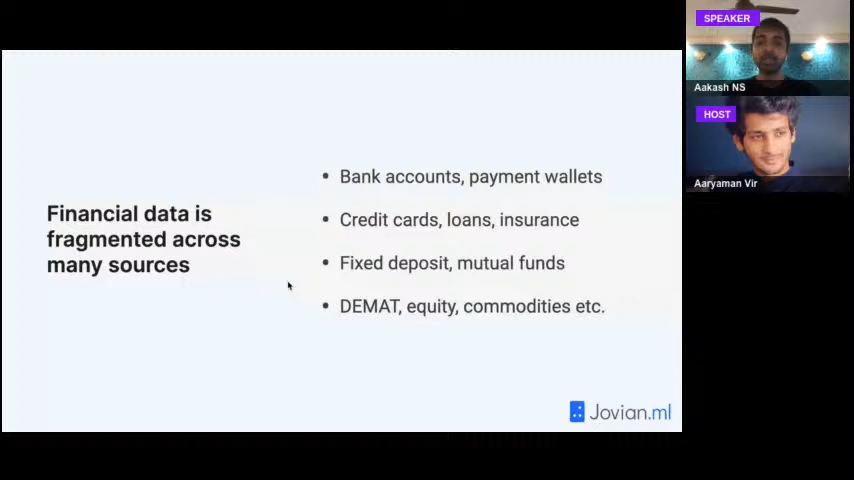 SPEAKER
Aakash NS
HOST
Aaryaman Vir
Financial data is
fragmented across
many sources
• Bank accounts, payment wallets
• Credit cards, loans, insurance
• Fixed deposit, mutual funds
• DEMAT, equity, commodities etc.
Jovian.ml